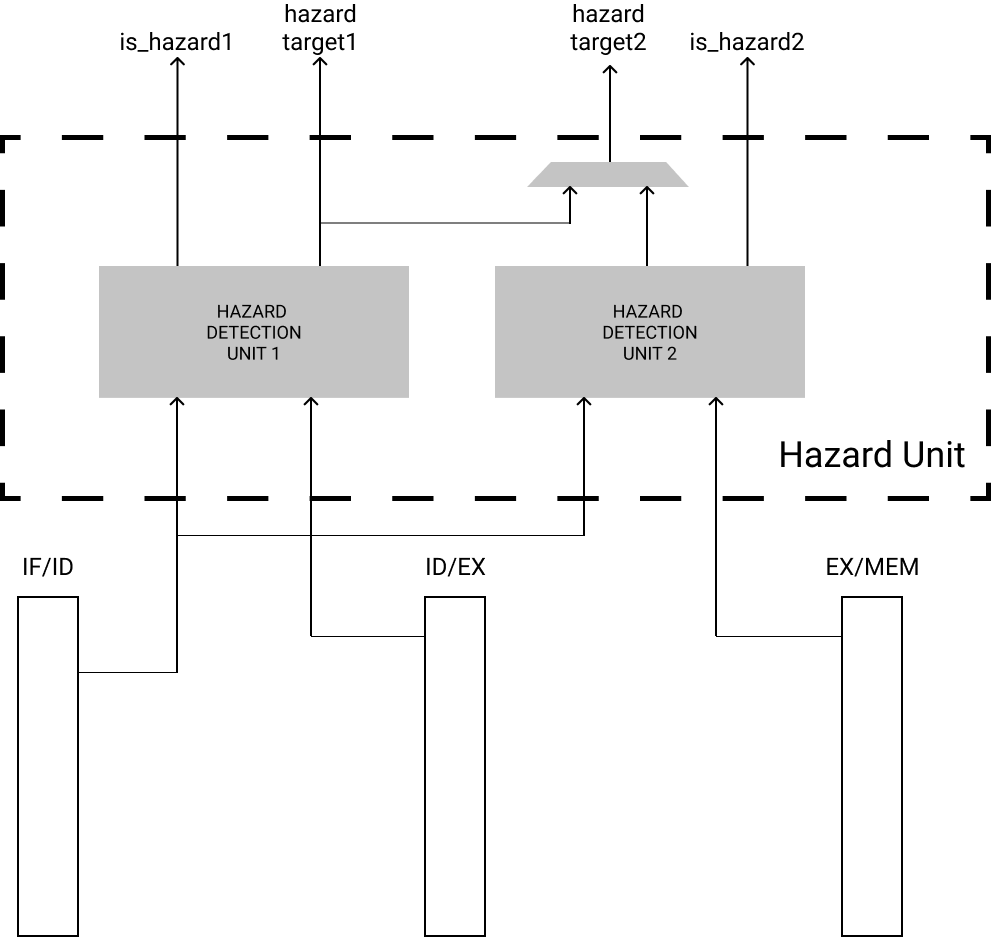 hazard
target1
hazard
target2
is_hazard1
is_hazard2
HAZARD
DETECTION
UNIT 1
HAZARD
DETECTION
UNIT 2
Hazard Unit
IF/ID
ID/EX
EX/MEM